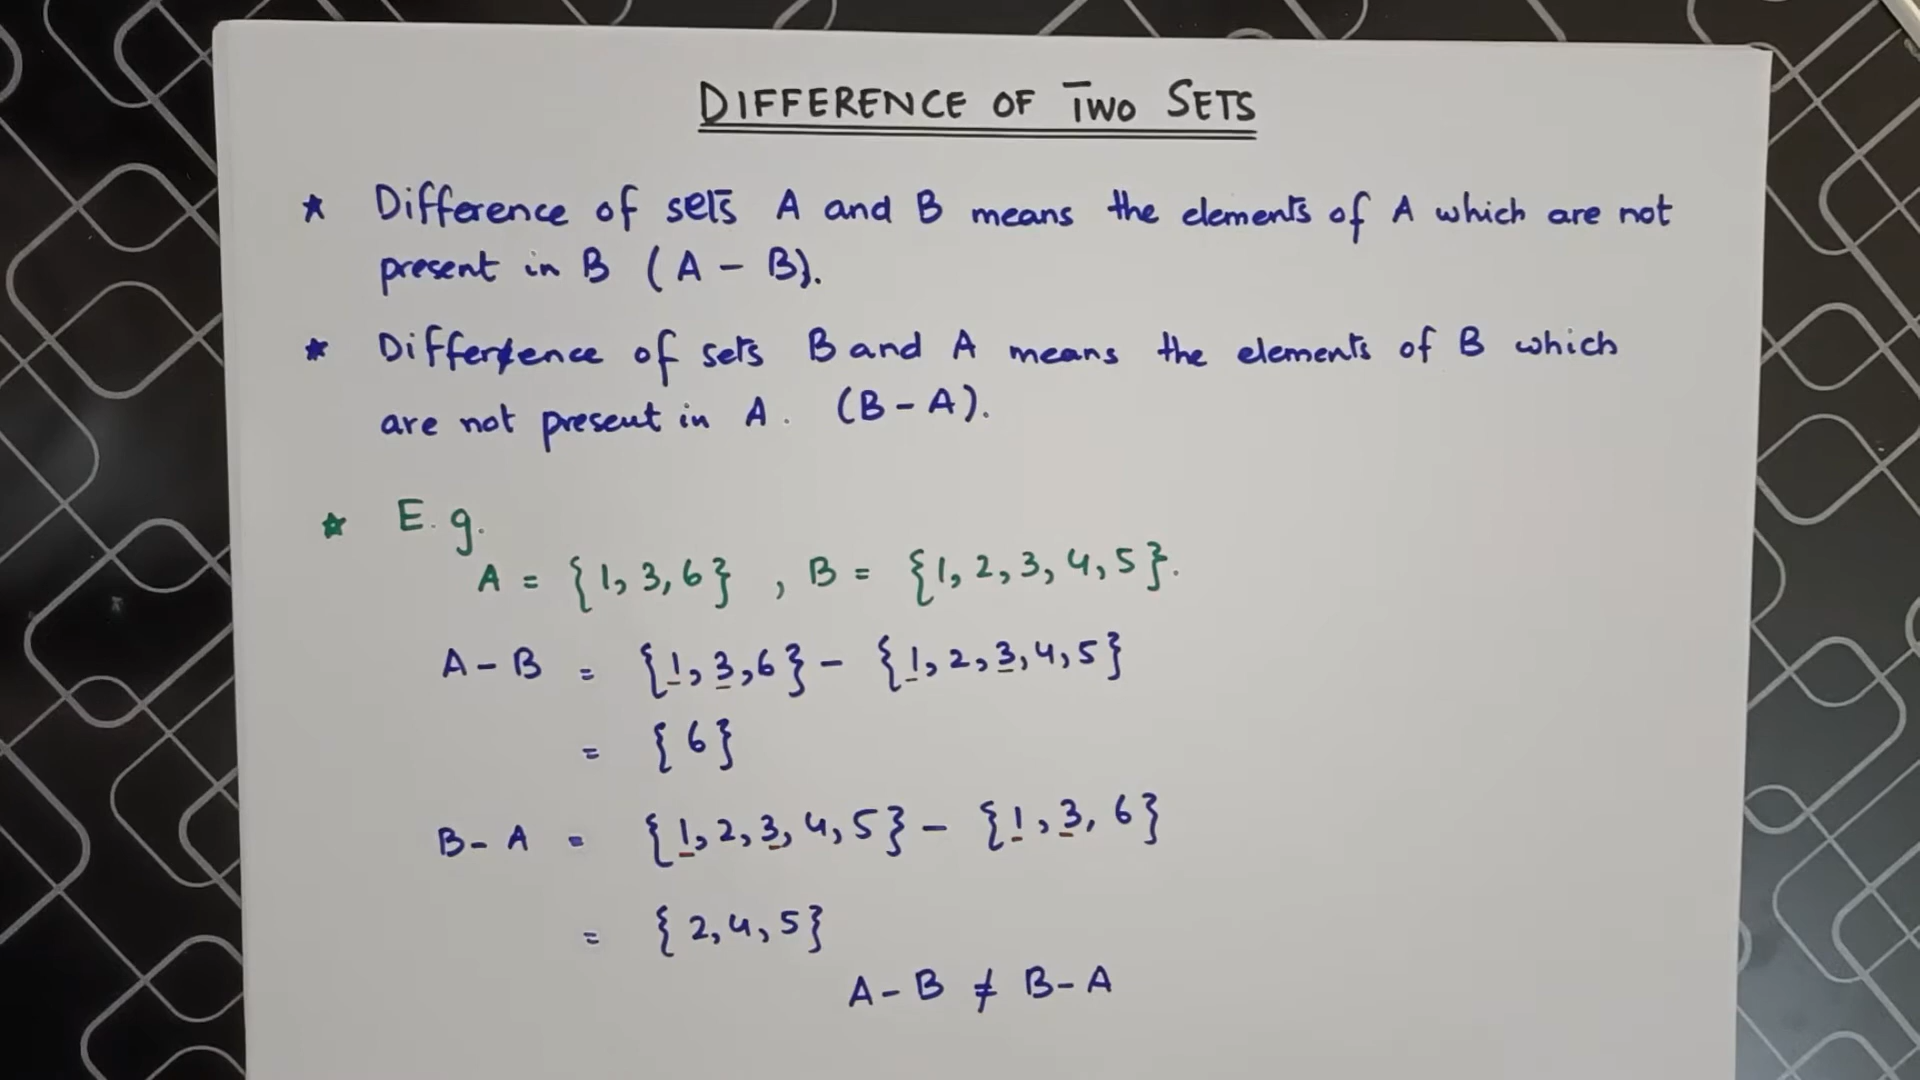 DIFFERENCE OF TWO SETS
★ Difference of sets A and B means the elements of A which are not
present in B (A - B).
★ Difference of sets B and A means the elements of B which
are not present in A. (B - A).
★ E.g.
A = {1, 3, 6} , B = {1, 2, 3, 4, 5}.
A - B = {1, 3, 6} - {1, 2, 3, 4, 5}
= {6}
B - A = {1, 2, 3, 4, 5} - {1, 3, 6}
= {2, 4, 5}
A - B ≠ B - A